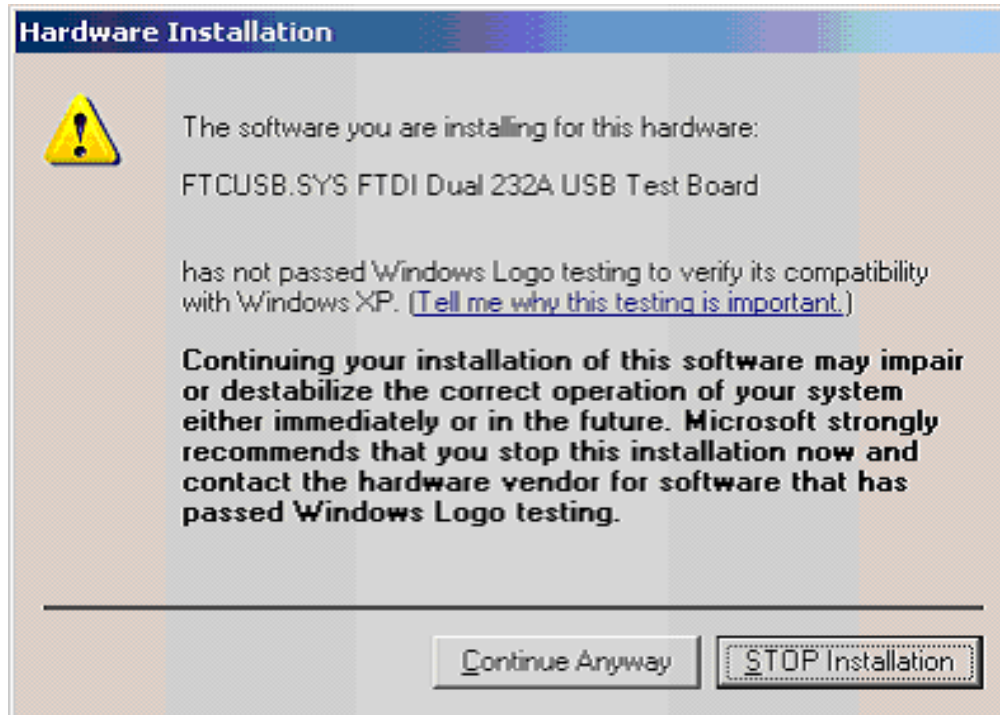 Hardware Installation
The software you are installing for this hardware:
FTCUSB.SYS FTDI Dual 232A USB Test Board
has not passed Windows Logo testing to verify its compatibility
with Windows XP. (Tell me why this testing is important.)
Continuing your installation of this software may impair
or destabilize the correct operation of your system
either immediately or in the future. Microsoft strongly
recommends that you stop this installation now and
contact the hardware vendor for software that has
passed Windows Logo testing.
Continue Anyway
STOP Installation